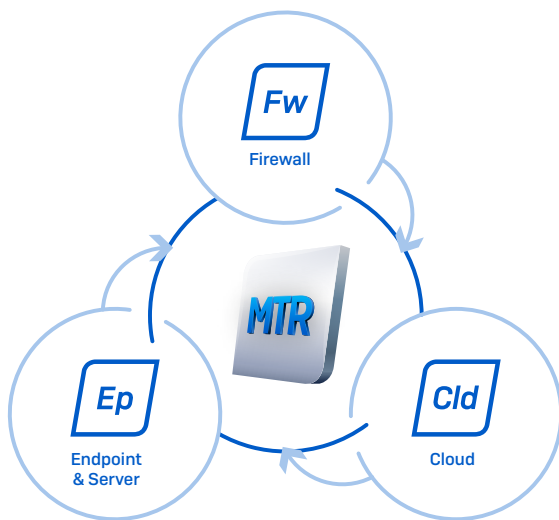 Fw
Firewall
MTR
Ep
Endpoint
& Server
Cld
Cloud